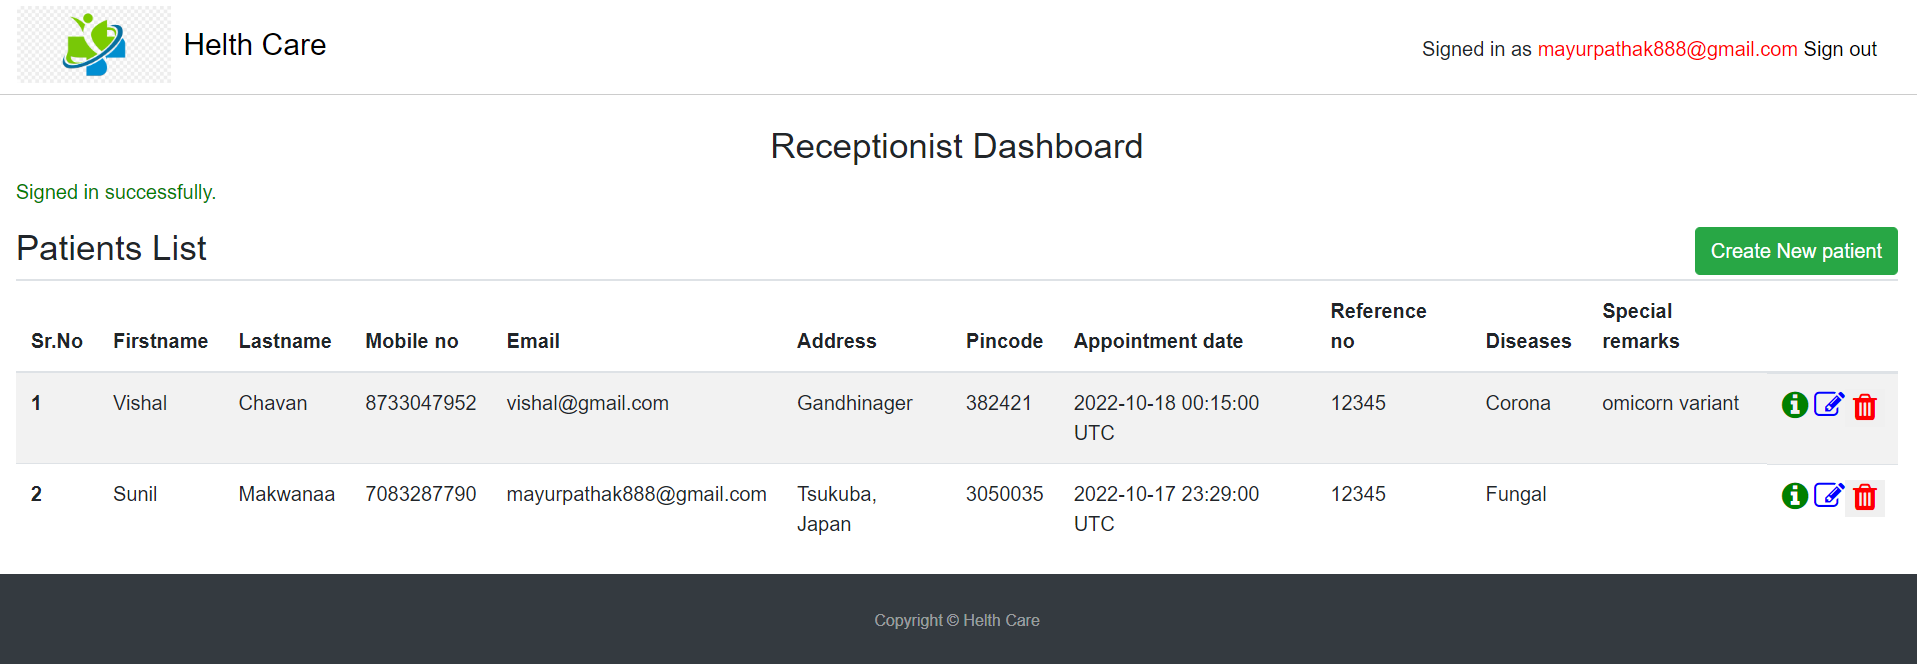 Helth Care
Signed in as mayurpathak888@gmail.com Sign out
Receptionist Dashboard
Signed in successfully.
Patients List
Create New patient
Sr.No Firstname Lastname Mobile no Email Address Pincode Appointment date Reference no Diseases Special remarks
1 Vishal Chavan 8733047952 vishal@gmail.com Gandhinager 382421 2022-10-18 00:15:00 UTC 12345 Corona omicorn variant
2 Sunil Makwanaa 7083287790 mayurpathak888@gmail.com Tsukuba, Japan 3050035 2022-10-17 23:29:00 UTC 12345 Fungal
Copyright © Helth Care